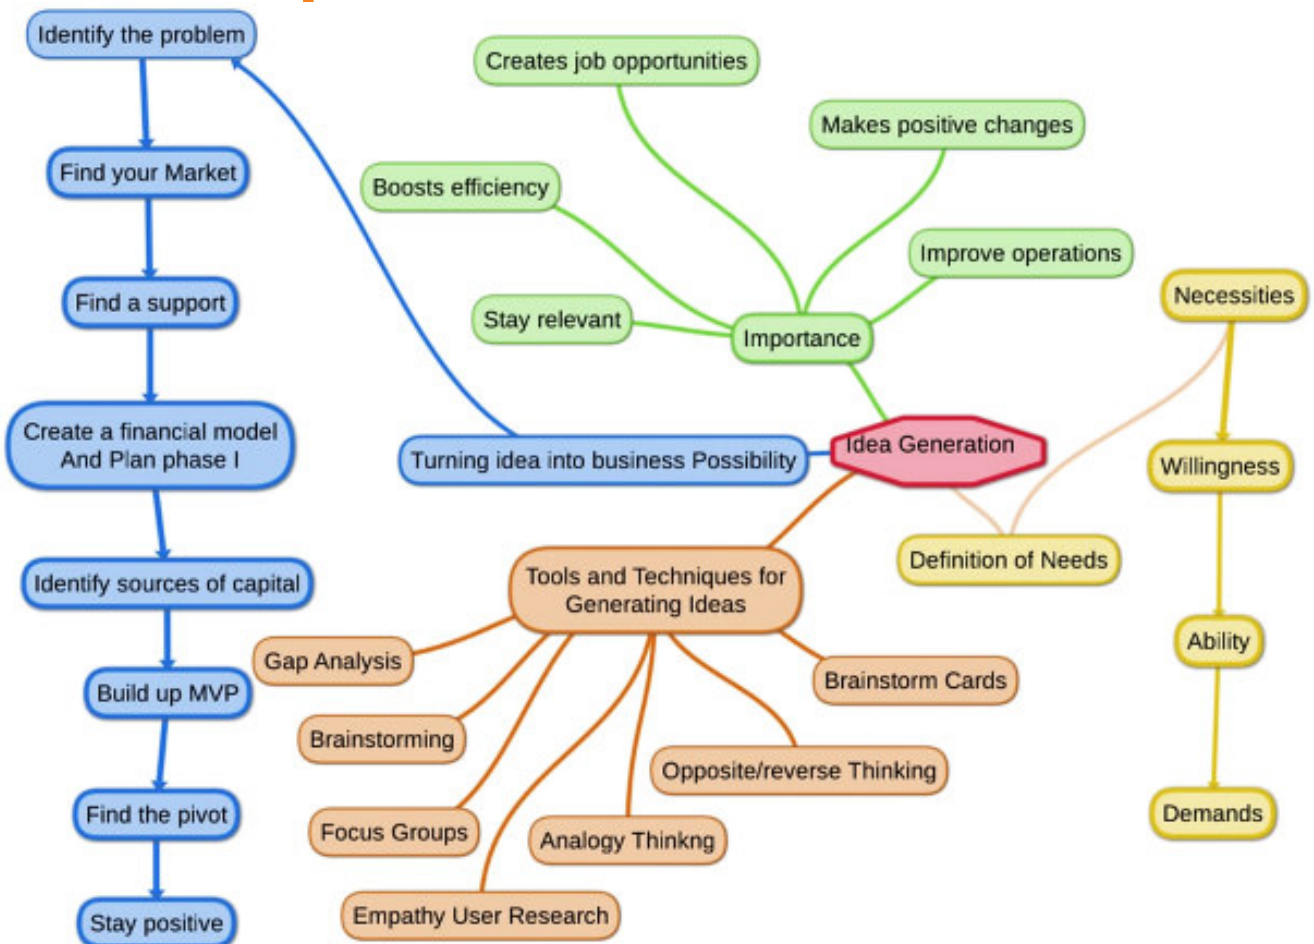 Identify the problem
Creates job opportunities
Makes positive changes
Find your Market
Boosts efficiency
Improve operations
Necessities
Find a support
Stay relevant
Importance
Create a financial model
And Plan phase I
Turning idea into business Possibility
Idea Generation
Willingness
Definition of Needs
Tools and Techniques for
Generating Ideas
Identify sources of capital
Gap Analysis
Brainstorm Cards
Ability
Build up MVP
Brainstorming
Opposite/reverse Thinking
Find the pivot
Focus Groups
Analogy Thinkng
Demands
Stay positive
Empathy User Research